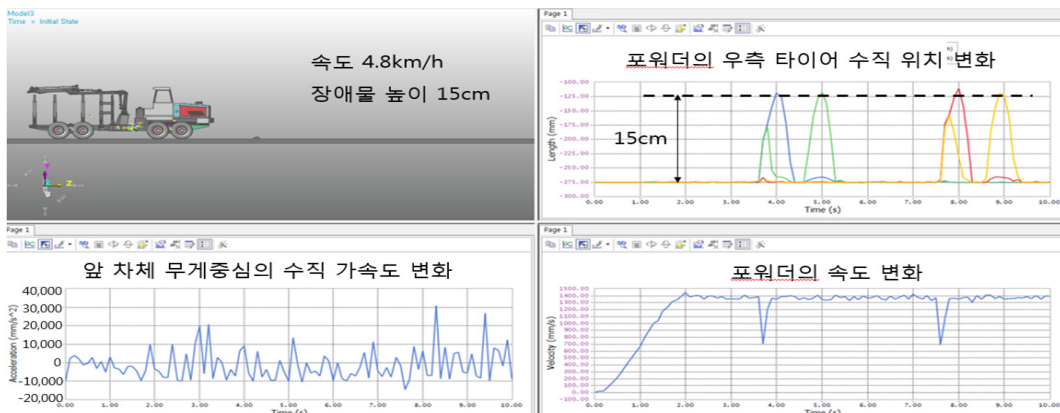 Model3
Time = Initial State
속도 4.8km/h
장애물 높이 15cm
Page 1
포워더의 우측 타이어 수직 위치 변화
-100.00
-125.00
-150.00
-175.00
-200.00
-225.00
-250.00
-275.00
-300.00
Length (mm)
15cm
0.00 1.00 2.00 3.00 4.00 5.00 6.00 7.00 8.00 9.00 10.00
Time (s)
Page 1
앞 차체 무게중심의 수직 가속도 변화
40,000
30,000
20,000
10,000
0
-10,000
-20,000
Acceleration (mm/s^2)
0.00 1.00 2.00 3.00 4.00 5.00 6.00 7.00 8.00 9.00 10.00
Time (s)
Page 1
포워더의 속도 변화
1500.00
1400.00
1300.00
1200.00
1100.00
1000.00
900.00
800.00
700.00
600.00
500.00
400.00
300.00
200.00
100.00
0.00
-100.00
Velocity (mm/s)
0.00 1.00 2.00 3.00 4.00 5.00 6.00 7.00 8.00 9.00 10.00
Time (s)